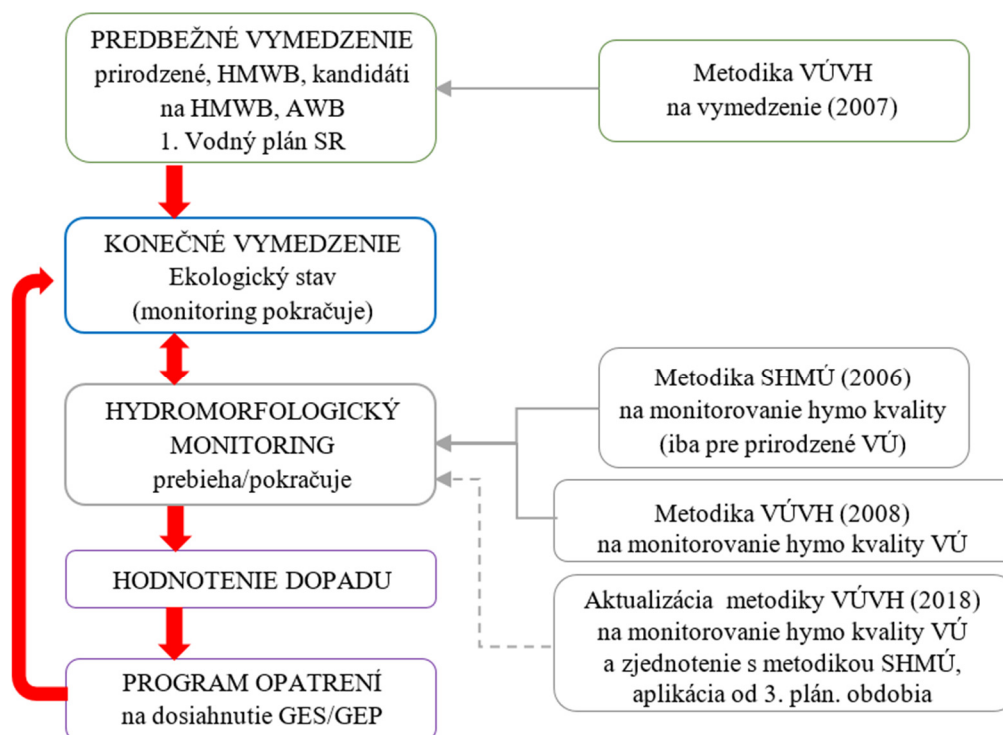 PREDBEŽNÉ VYMEDZENIE
prirodzené, HMWB, kandidáti
na HMWB, AWB
1. Vodný plán SR
Metodika VÚVH
na vymedzenie (2007)
KONEČNÉ VYMEDZENIE
Ekologický stav
(monitoring pokračuje)
HYDROMORFOLOGICKÝ
MONITORING
prebieha/pokračuje
Metodika SHMÚ (2006)
na monitorovanie hymo kvality
(iba pre prirodzené VÚ)
Metodika VÚVH (2008)
na monitorovanie hymo kvality VÚ
HODNOTENIE DOPADU
Aktualizácia metodiky VÚVH (2018)
na monitorovanie hymo kvality VÚ
a zjednotenie s metodikou SHMÚ,
aplikácia od 3. plán. obdobia
PROGRAM OPATRENÍ
na dosiahnutie GES/GEP